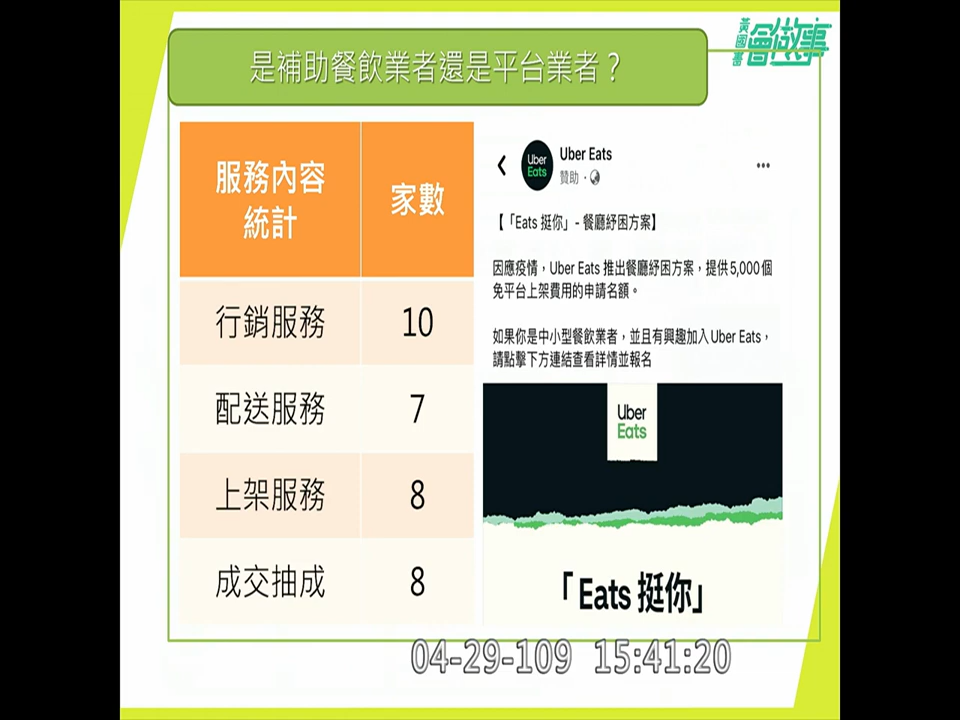 黃國書
會做事
是補助餐飲業者還是平台業者？
服務內容
統計
家數
行銷服務 10
配送服務 7
上架服務 8
成交抽成 8
Uber
Eats
Uber Eats
贊助・
【「Eats 挺你」- 餐廳紓困方案】
因應疫情，Uber Eats 推出餐廳紓困方案，提供 5,000 個
免平台上架費用的申請名額。
如果你是中小型餐飲業者，並且有興趣加入 Uber Eats，
請點擊下方連結查看詳情並報名
Uber
Eats
「Eats 挺你」
04-29-109 15:41:20